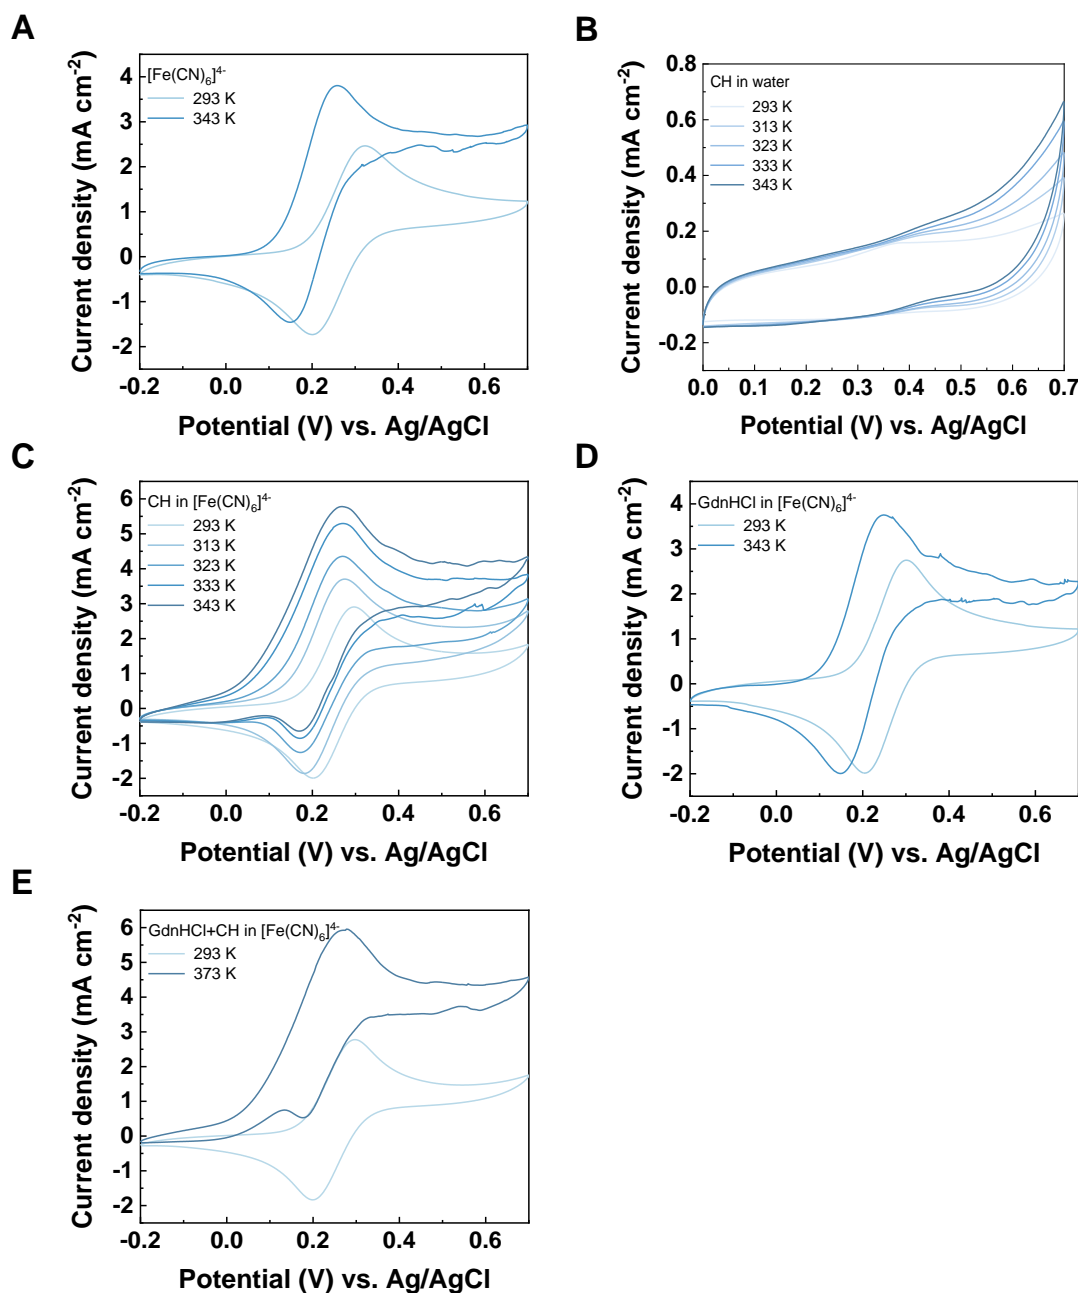 A
[Fe(CN)6]4-
293 K
343 K
4
3
2
1
0
-1
-2
-0.2 0.0 0.2 0.4 0.6
Current density (mA cm-2)
Potential (V) vs. Ag/AgCl
B
CH in water
293 K
313 K
323 K
333 K
343 K
0.8
0.6
0.4
0.2
0.0
-0.2
0.0 0.1 0.2 0.3 0.4 0.5 0.6 0.7
Current density (mA cm-2)
Potential (V) vs. Ag/AgCl
C
CH in [Fe(CN)6]4-
293 K
313 K
323 K
333 K
343 K
6
5
4
3
2
1
0
-1
-2
-0.2 0.0 0.2 0.4 0.6
Current density (mA cm-2)
Potential (V) vs. Ag/AgCl
D
GdnHCl in [Fe(CN)6]4-
293 K
343 K
4
3
2
1
0
-1
-2
-0.2 0.0 0.2 0.4 0.6
Current density (mA cm-2)
Potential (V) vs. Ag/AgCl
E
GdnHCl+CH in [Fe(CN)6]4-
293 K
373 K
6
5
4
3
2
1
0
-1
-2
-0.2 0.0 0.2 0.4 0.6
Current density (mA cm-2)
Potential (V) vs. Ag/AgCl